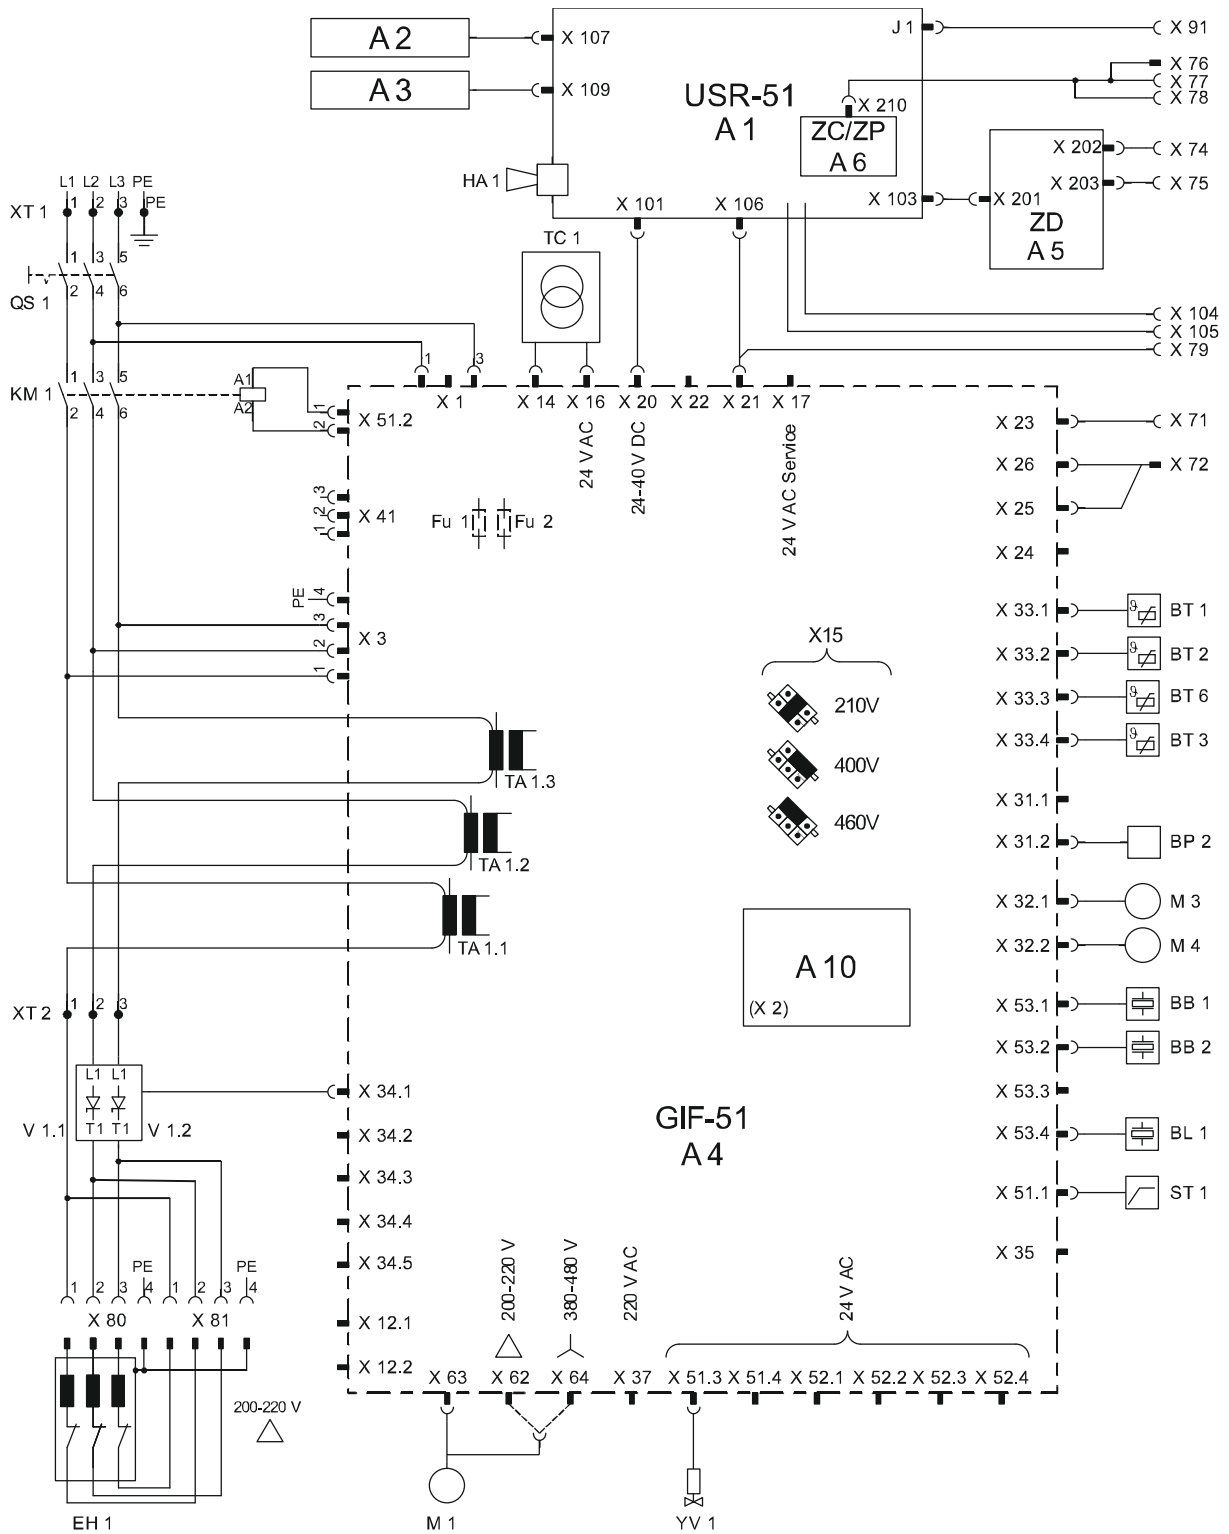 A 2
X 107
J 1
X 91
A 3
X 109
USR-51
A 1
X 76
X 77
X 78
X 210
ZC/ZP
A 6
X 202
X 74
X 203
X 75
HA 1
X 101
X 106
X 103
X 201
ZD
A 5
L1 L2 L3 PE
XT 1
1 2 3 PE
TC 1
QS 1
1 3 5
2 4 6
X 104
X 105
X 79
1 3
KM 1
1 3 5
2 4 6
A1
A2
1
2
X 51.2
X 1
X 14
X 16
X 20
X 22
X 21
X 17
24 V AC
24-40 V DC
24 V AC Service
X 23
X 71
X 26
X 72
X 25
X 24
3
2
1
X 41
Fu 1
Fu 2
PE
4
3
2
1
X 3
X15
210V
400V
460V
X 33.1
ϑ
BT 1
X 33.2
ϑ
BT 2
X 33.3
ϑ
BT 6
X 33.4
ϑ
BT 3
TA 1.3
TA 1.2
TA 1.1
X 31.1
X 31.2
BP 2
X 32.1
M 3
X 32.2
M 4
A 10
(X 2)
X 53.1
BB 1
X 53.2
BB 2
X 53.3
X 53.4
BL 1
X 51.1
ST 1
X 35
XT 2
1 2 3
L1 L1
T1 T1
V 1.1
V 1.2
X 34.1
X 34.2
X 34.3
X 34.4
X 34.5
X 12.1
X 12.2
GIF-51
A 4
200-220 V
380-480 V
220 V AC
24 V AC
PE PE
1 2 3 4 1 2 3 4
X 80
X 81
X 63
X 62
X 64
X 37
X 51.3
X 51.4
X 52.1
X 52.2
X 52.3
X 52.4
200-220 V
EH 1
M 1
YV 1